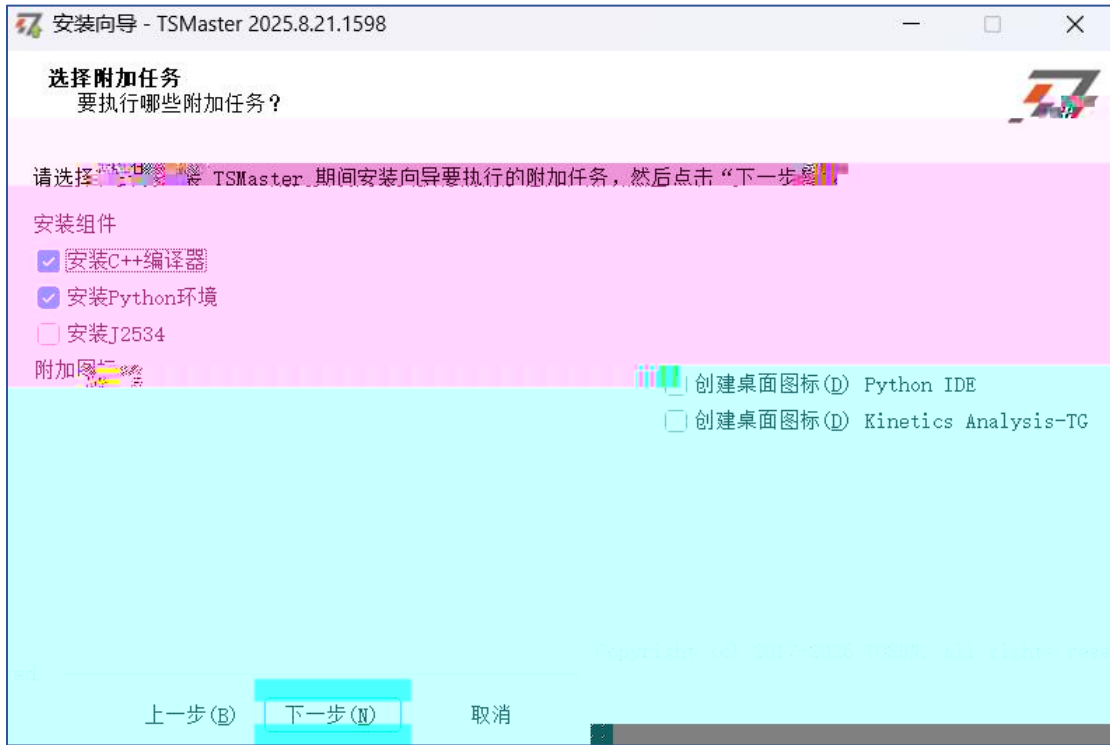 安装向导 - TSMaster 2025.8.21.1598
选择附加任务
要执行哪些附加任务？
请选择 TSMaster 期间安装向导要执行的附加任务，然后点击“下一步
安装组件
安装C++编译器
安装Python环境
安装J2534
附加图标
创建桌面图标(D) Python IDE
创建桌面图标(D) Kinetics Analysis-TG
上一步(B) 下一步(N) 取消